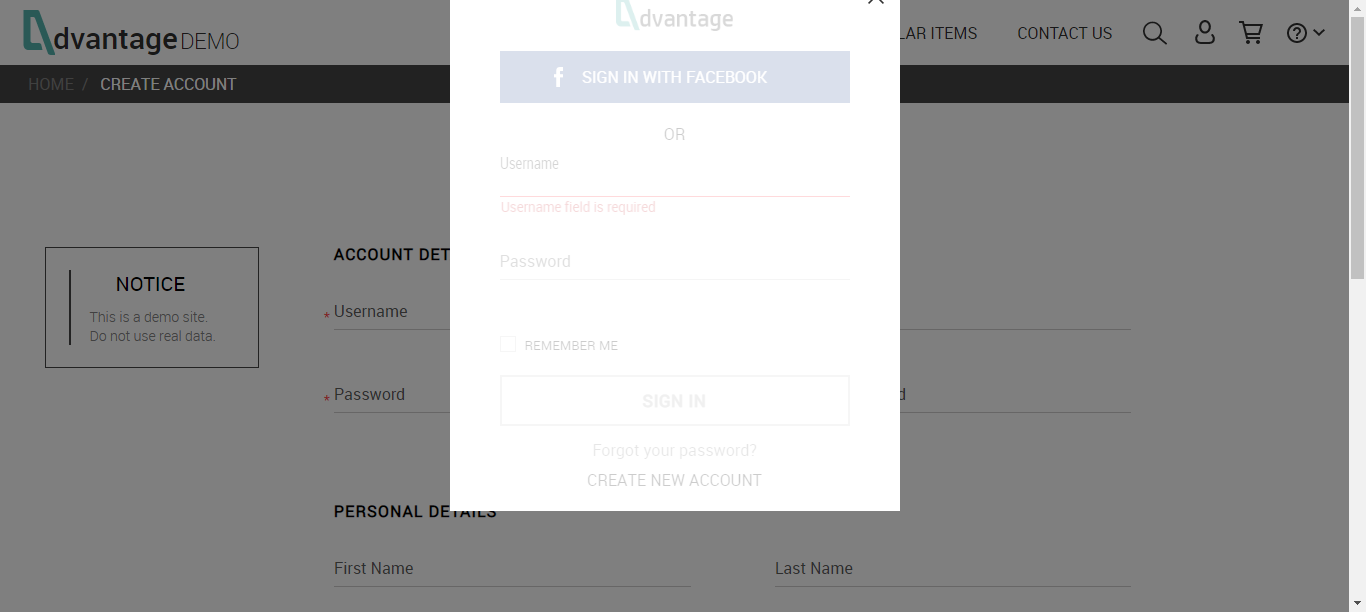 dvantage DEMO
dvantage
LAR ITEMS
CONTACT US
HOME / CREATE ACCOUNT
SIGN IN WITH FACEBOOK
OR
Username
Username field is required
Password
REMEMBER ME
SIGN IN
Forgot your password?
CREATE NEW ACCOUNT
NOTICE
This is a demo site.
Do not use real data.
ACCOUNT DET
* Username
* Password
d
PERSONAL DETAILS
First Name
Last Name